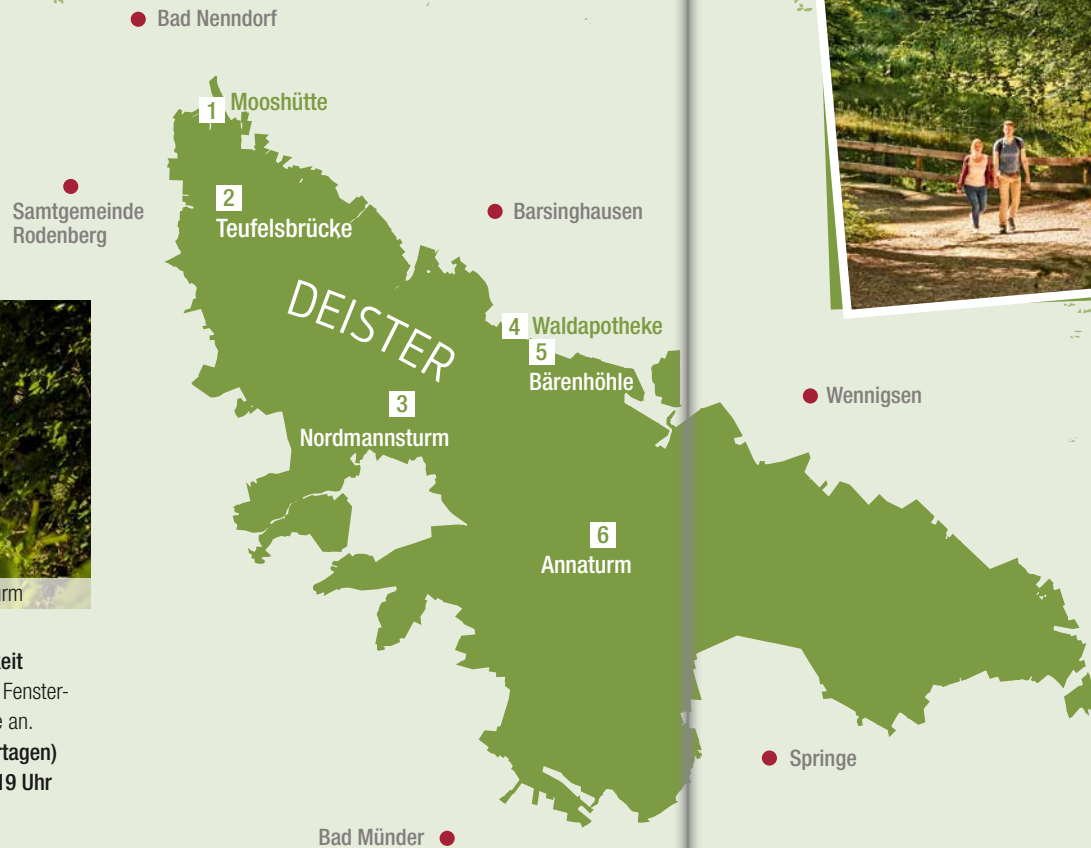 Bad Nenndorf
1 Mooshütte
Samtgemeinde
Rodenberg
2
Teufelsbrücke
Barsinghausen
DEISTER
4 Waldapotheke
5
Bärenhöhle
3
Nordmannsturm
Wennigsen
6
Annaturm
Springe
Bad Münder
rm
eit
Fenster-
e an.
rtagen)
19 Uhr